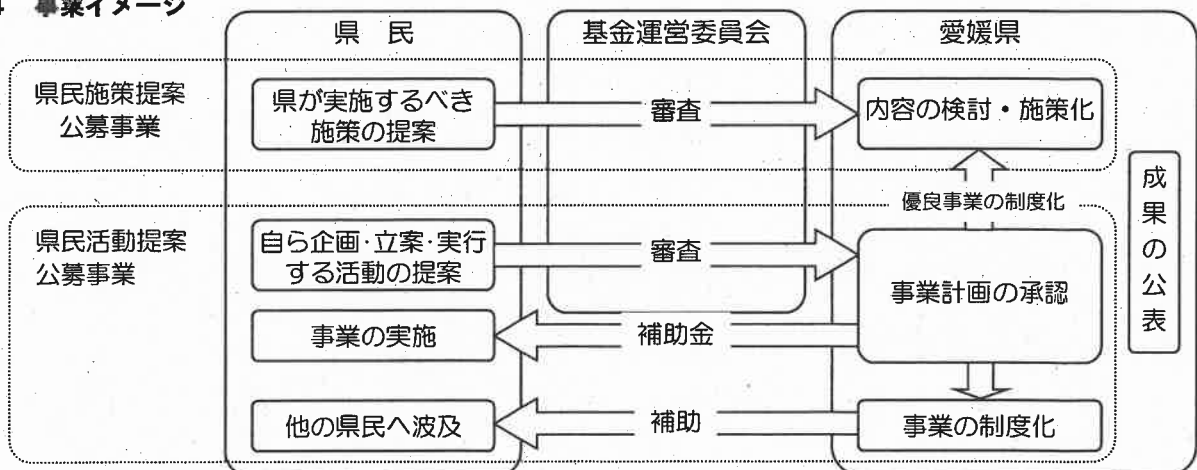 4 事業イメージ
県 民
基金運営委員会
愛媛県
県民施策提案
公募事業
県が実施するべき
施策の提案
審査
内容の検討・施策化
優良事業の制度化
県民活動提案
公募事業
自ら企画・立案・実行
する活動の提案
審査
事業計画の承認
事業の実施
補助金
他の県民へ波及
補助
事業の制度化
成果の公表